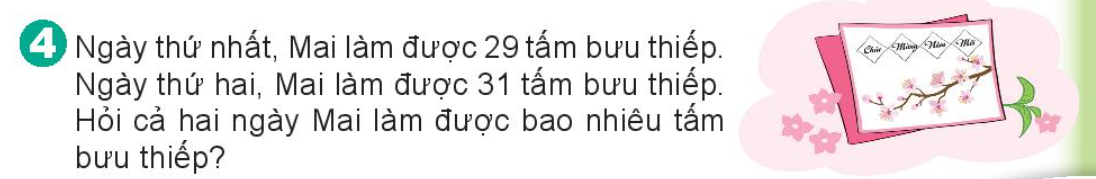 4 Ngày thứ nhất, Mai làm được 29 tấm bưu thiếp.
Ngày thứ hai, Mai làm được 31 tấm bưu thiếp.
Hỏi cả hai ngày Mai làm được bao nhiêu tấm
bưu thiếp?
Chúc Mừng Năm Mới